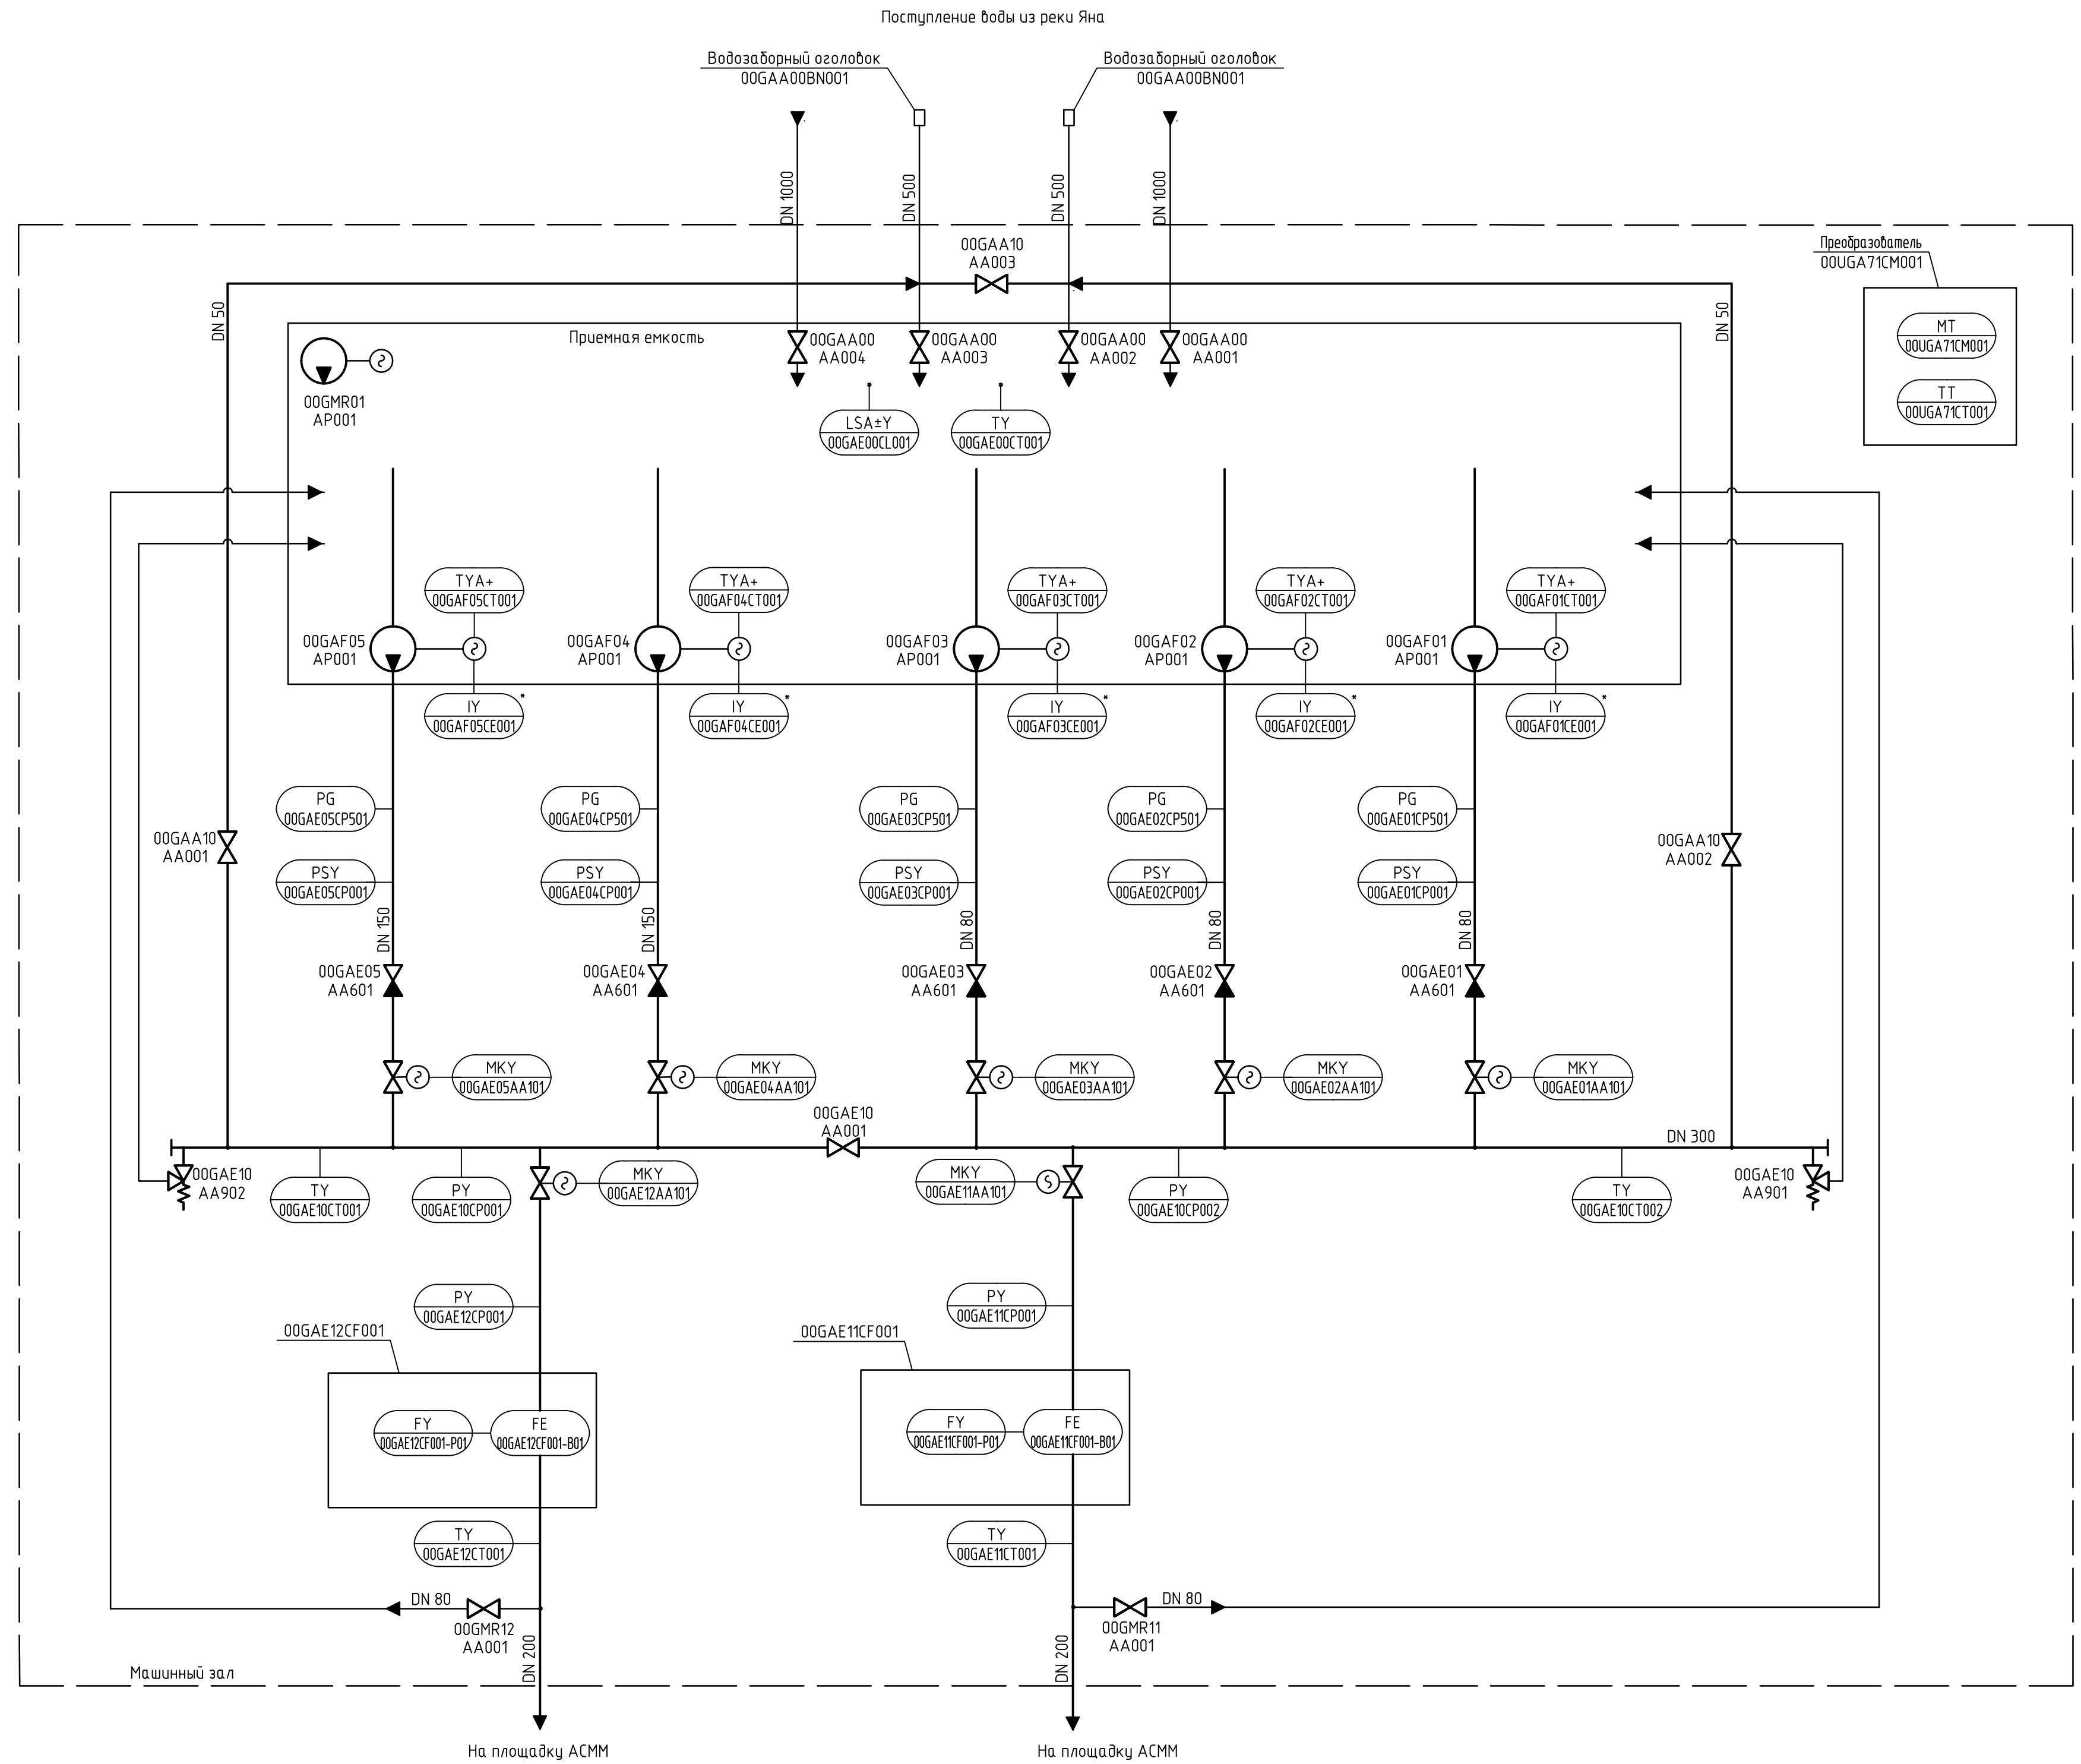 Поступление воды из реки Яна
Водозаборный оголовок
00GAA00BN001
Водозаборный оголовок
00GAA00BN001
DN 1000
DN 500
DN 500
DN 1000
00GAA10
AA003
Преобразователь
00UGA71CM001
MT
00UGA71CM001
TT
00UGA71CT001
DN 50
DN 50
Приемная емкость
00GMR01
AP001
00GAA00
AA004
00GAA00
AA003
00GAA00
AA002
00GAA00
AA001
LSA±Y
00GAE00CL001
TY
00GAE00CT001
TYA+
00GAF05CT001
TYA+
00GAF04CT001
TYA+
00GAF03CT001
TYA+
00GAF02CT001
TYA+
00GAF01CT001
00GAF05
AP001
00GAF04
AP001
00GAF03
AP001
00GAF02
AP001
00GAF01
AP001
IY *
00GAF05CE001
IY *
00GAF04CE001
IY *
00GAF03CE001
IY *
00GAF02CE001
IY *
00GAF01CE001
PG
00GAE05CP501
PG
00GAE04CP501
PG
00GAE03CP501
PG
00GAE02CP501
PG
00GAE01CP501
00GAA10
AA001
00GAA10
AA002
PSY
00GAE05CP001
PSY
00GAE04CP001
PSY
00GAE03CP001
PSY
00GAE02CP001
PSY
00GAE01CP001
DN 150
DN 150
DN 80
DN 80
DN 80
00GAE05
AA601
00GAE04
AA601
00GAE03
AA601
00GAE02
AA601
00GAE01
AA601
MKY
00GAE05AA101
MKY
00GAE04AA101
MKY
00GAE03AA101
MKY
00GAE02AA101
MKY
00GAE01AA101
00GAE10
AA001
DN 300
00GAE10
AA902
TY
00GAE10CT001
PY
00GAE10CP001
MKY
00GAE12AA101
MKY
00GAE11AA101
PY
00GAE10CP002
TY
00GAE10CT002
00GAE10
AA901
PY
00GAE12CP001
PY
00GAE11CP001
00GAE12CF001
00GAE11CF001
FY
00GAE12CF001-P01
FE
00GAE12CF001-B01
FY
00GAE11CF001-P01
FE
00GAE11CF001-B01
TY
00GAE12CT001
TY
00GAE11CT001
DN 80
00GMR12
AA001
DN 80
00GMR11
AA001
DN 200
DN 200
Машинный зал
На площадку АСММ
На площадку АСММ